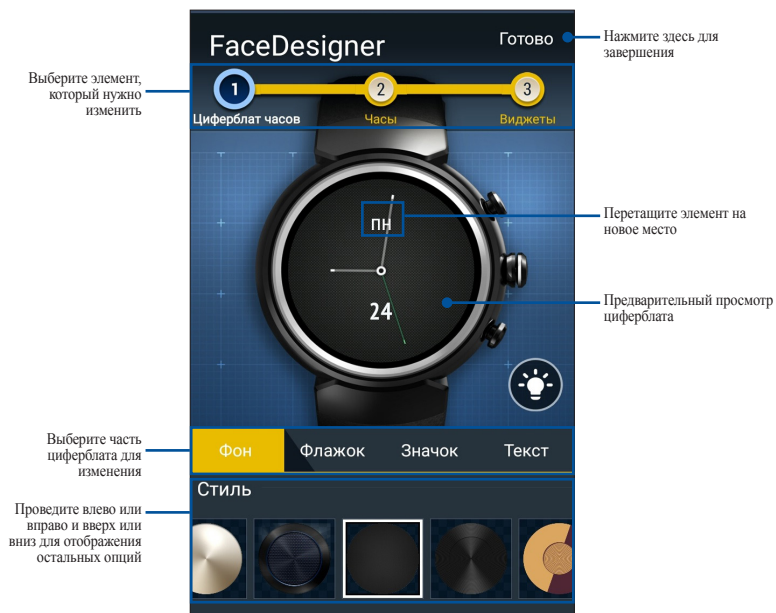 FaceDesigner
Готово
Нажмите здесь для
завершения
Выберите элемент,
который нужно
изменить
1
2
3
Циферблат часов
Часы
Виджеты
ПН
24
Перетащите элемент на
новое место
Предварительный просмотр
циферблата
Выберите часть
циферблата для
изменения
Фон
Флажок
Значок
Текст
Стиль
Проведите влево или
вправо и вверх или
вниз для отображения
остальных опций